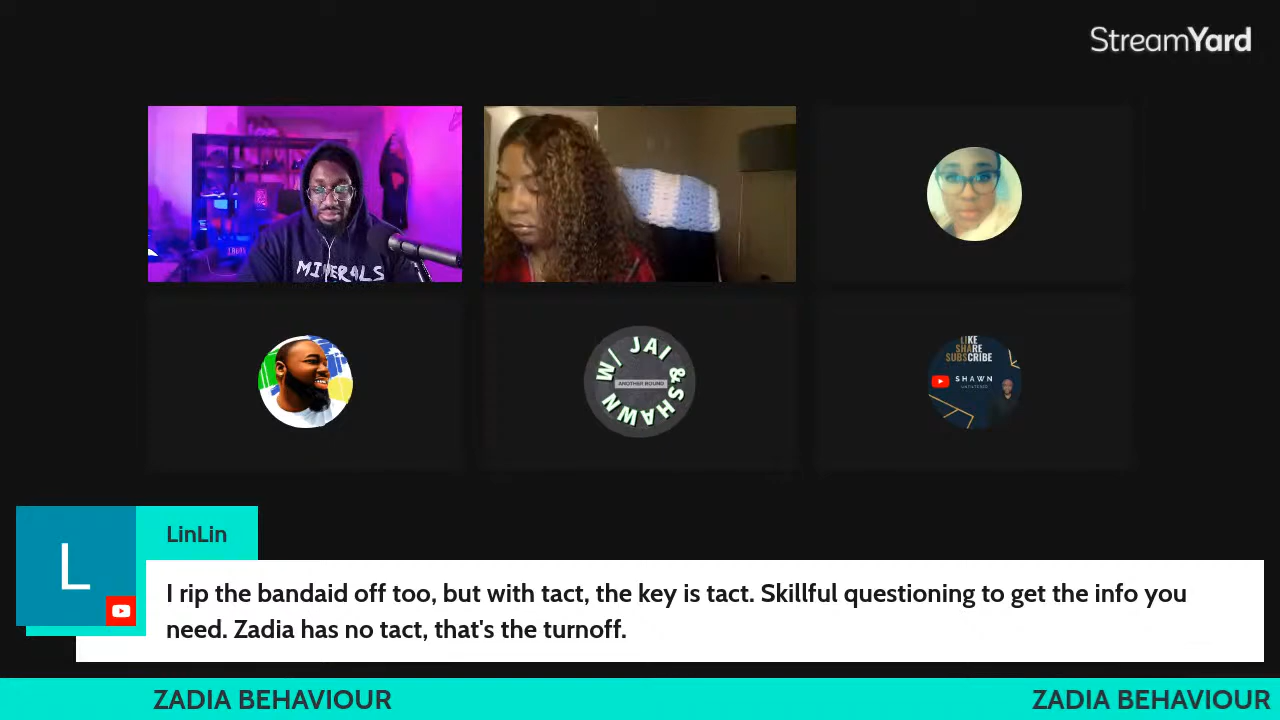 StreamYard
MINERALS
W/ JAI & SHAWN
ANOTHER ROUND
LIKE
SHARE
SUBSCRIBE
SHAWN
LinLin
L
I rip the bandaid off too, but with tact, the key is tact. Skillful questioning to get the info you
need. Zadia has no tact, that's the turnoff.
ZADIA BEHAVIOUR
ZADIA BEHAVIOUR